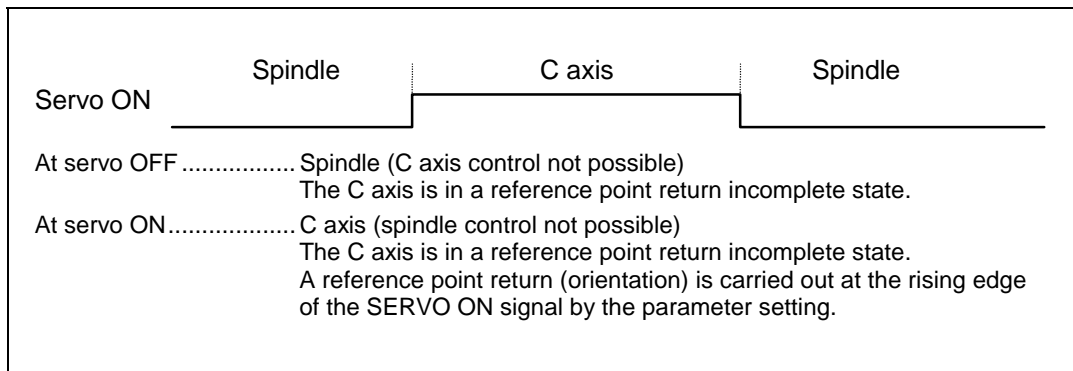 Spindle C axis Spindle
Servo ON
At servo OFF ................. Spindle (C axis control not possible)
The C axis is in a reference point return incomplete state.
At servo ON................... C axis (spindle control not possible)
The C axis is in a reference point return incomplete state.
A reference point return (orientation) is carried out at the rising edge
of the SERVO ON signal by the parameter setting.